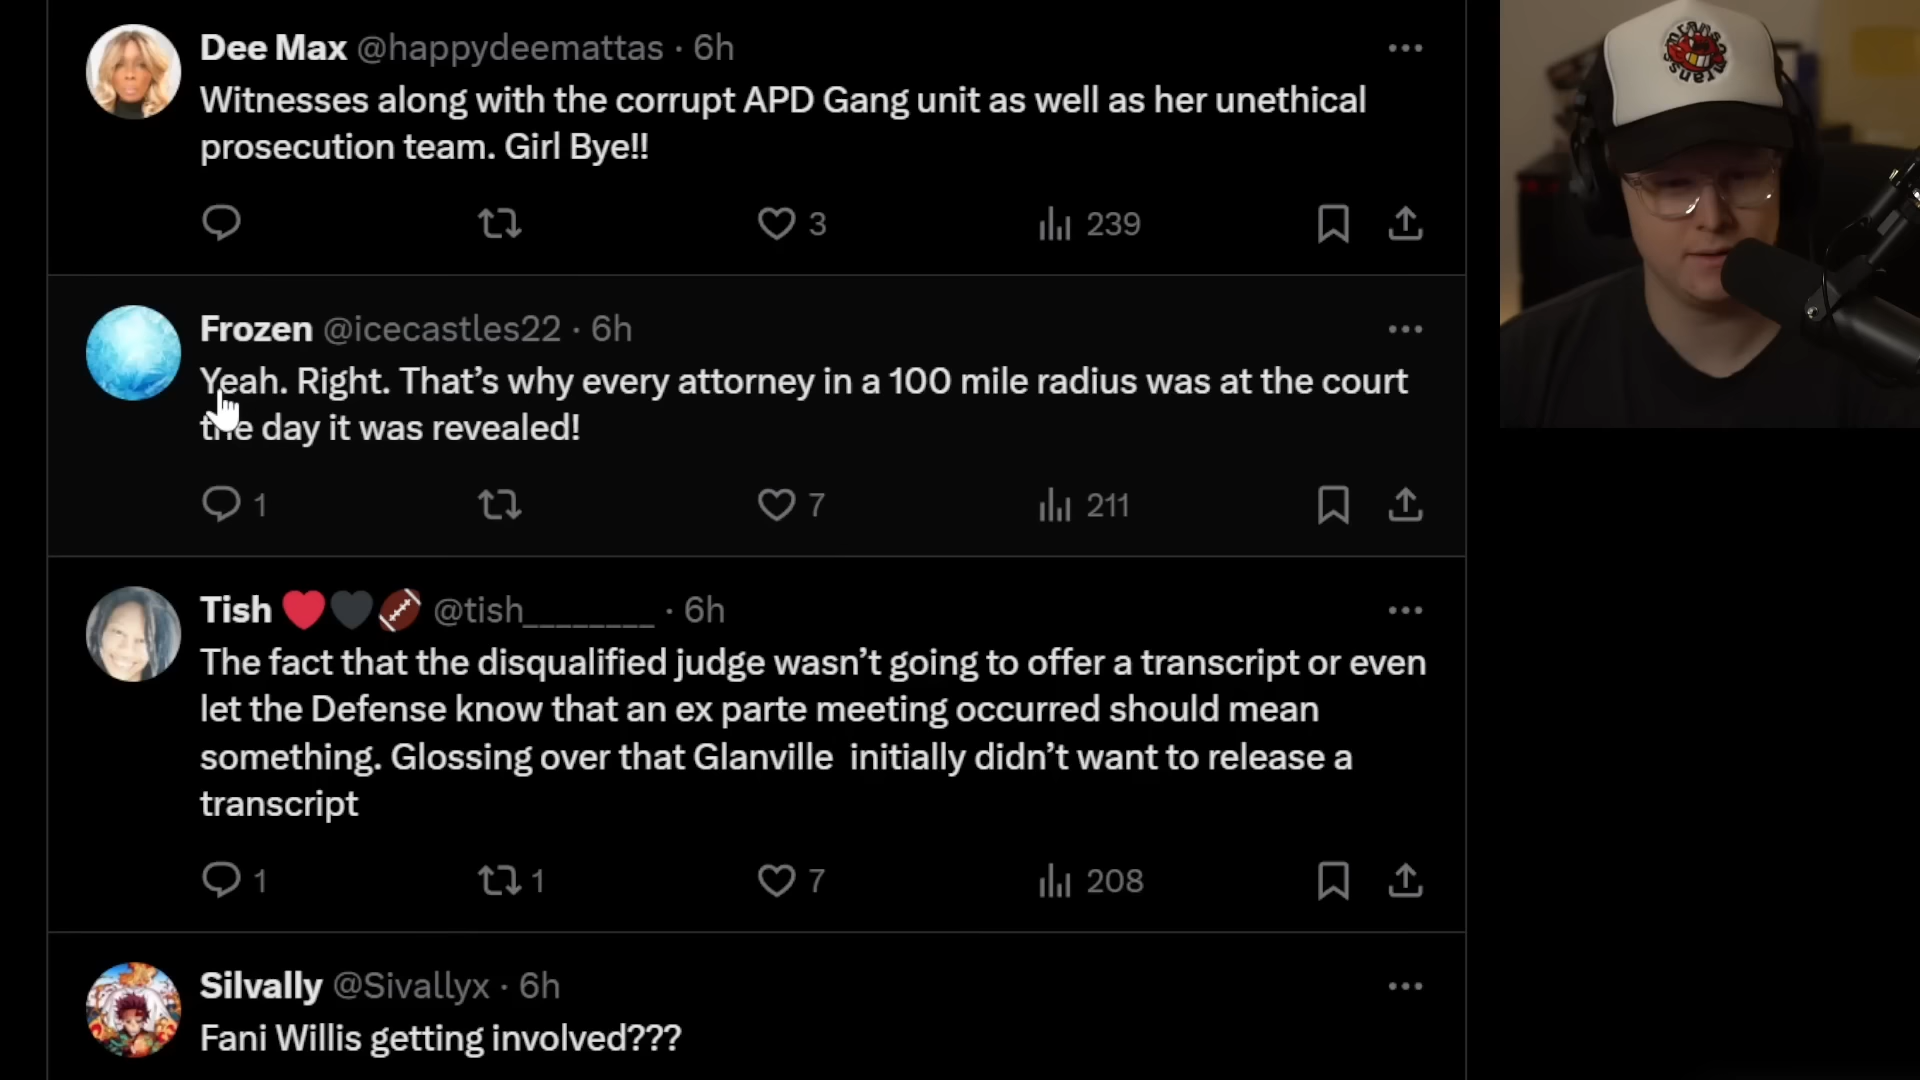 Dee Max @happydeemattas · 6h
Witnesses along with the corrupt APD Gang unit as well as her unethical
prosecution team. Girl Bye!!
3 239
Frozen @icecastles22 · 6h
Yeah. Right. That’s why every attorney in a 100 mile radius was at the court
the day it was revealed!
1 7 211
Tish ❤️🖤🏈 @tish________ · 6h
The fact that the disqualified judge wasn’t going to offer a transcript or even
let the Defense know that an ex parte meeting occurred should mean
something. Glossing over that Glanville  initially didn’t want to release a
transcript
1 1 7 208
Silvally @Sivallyx · 6h
Fani Willis getting involved???